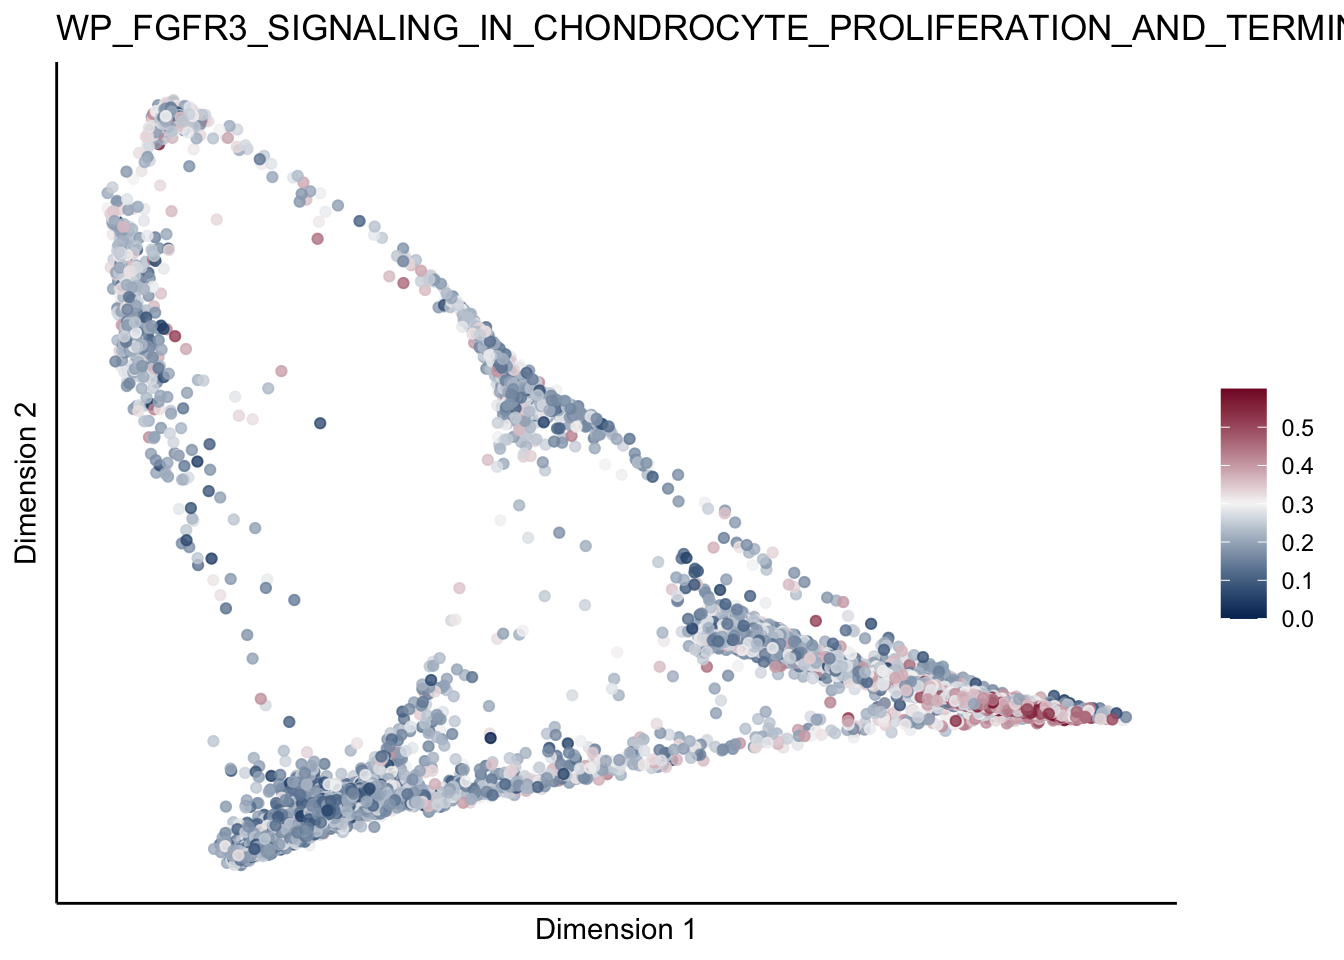 WP_FGFR3_SIGNALING_IN_CHONDROCYTE_PROLIFERATION_AND_TERMIN
Dimension 2
0.5
0.4
0.3
0.2
0.1
0.0
Dimension 1